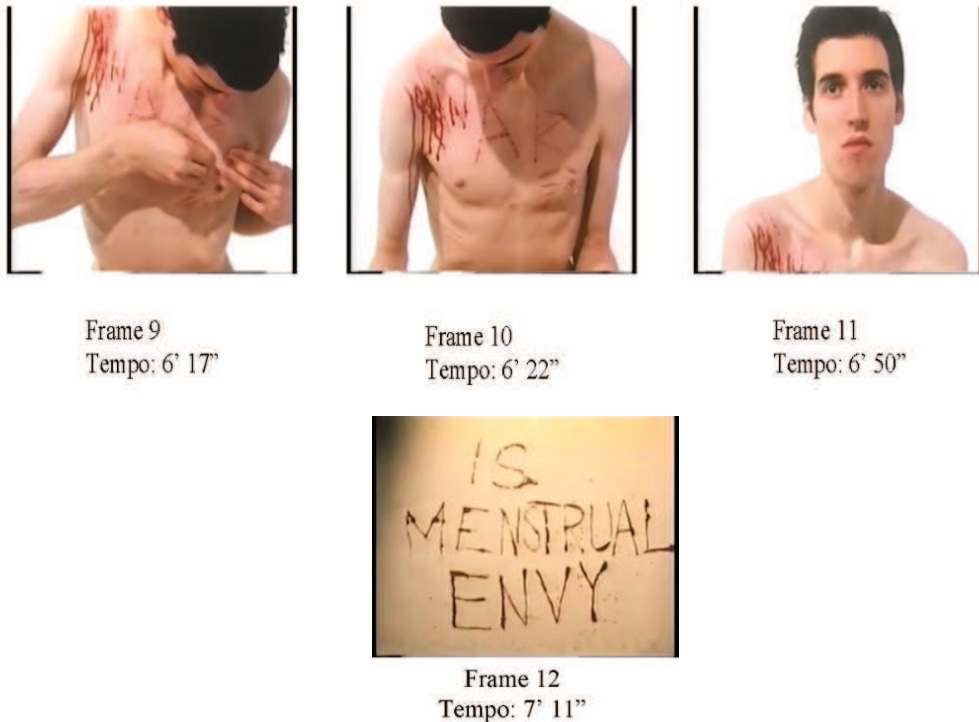 Frame 9
Tempo: 6’ 17”
Frame 10
Tempo: 6’ 22”
Frame 11
Tempo: 6’ 50”
IS
MENSTRUAL
ENVY
Frame 12
Tempo: 7’ 11”